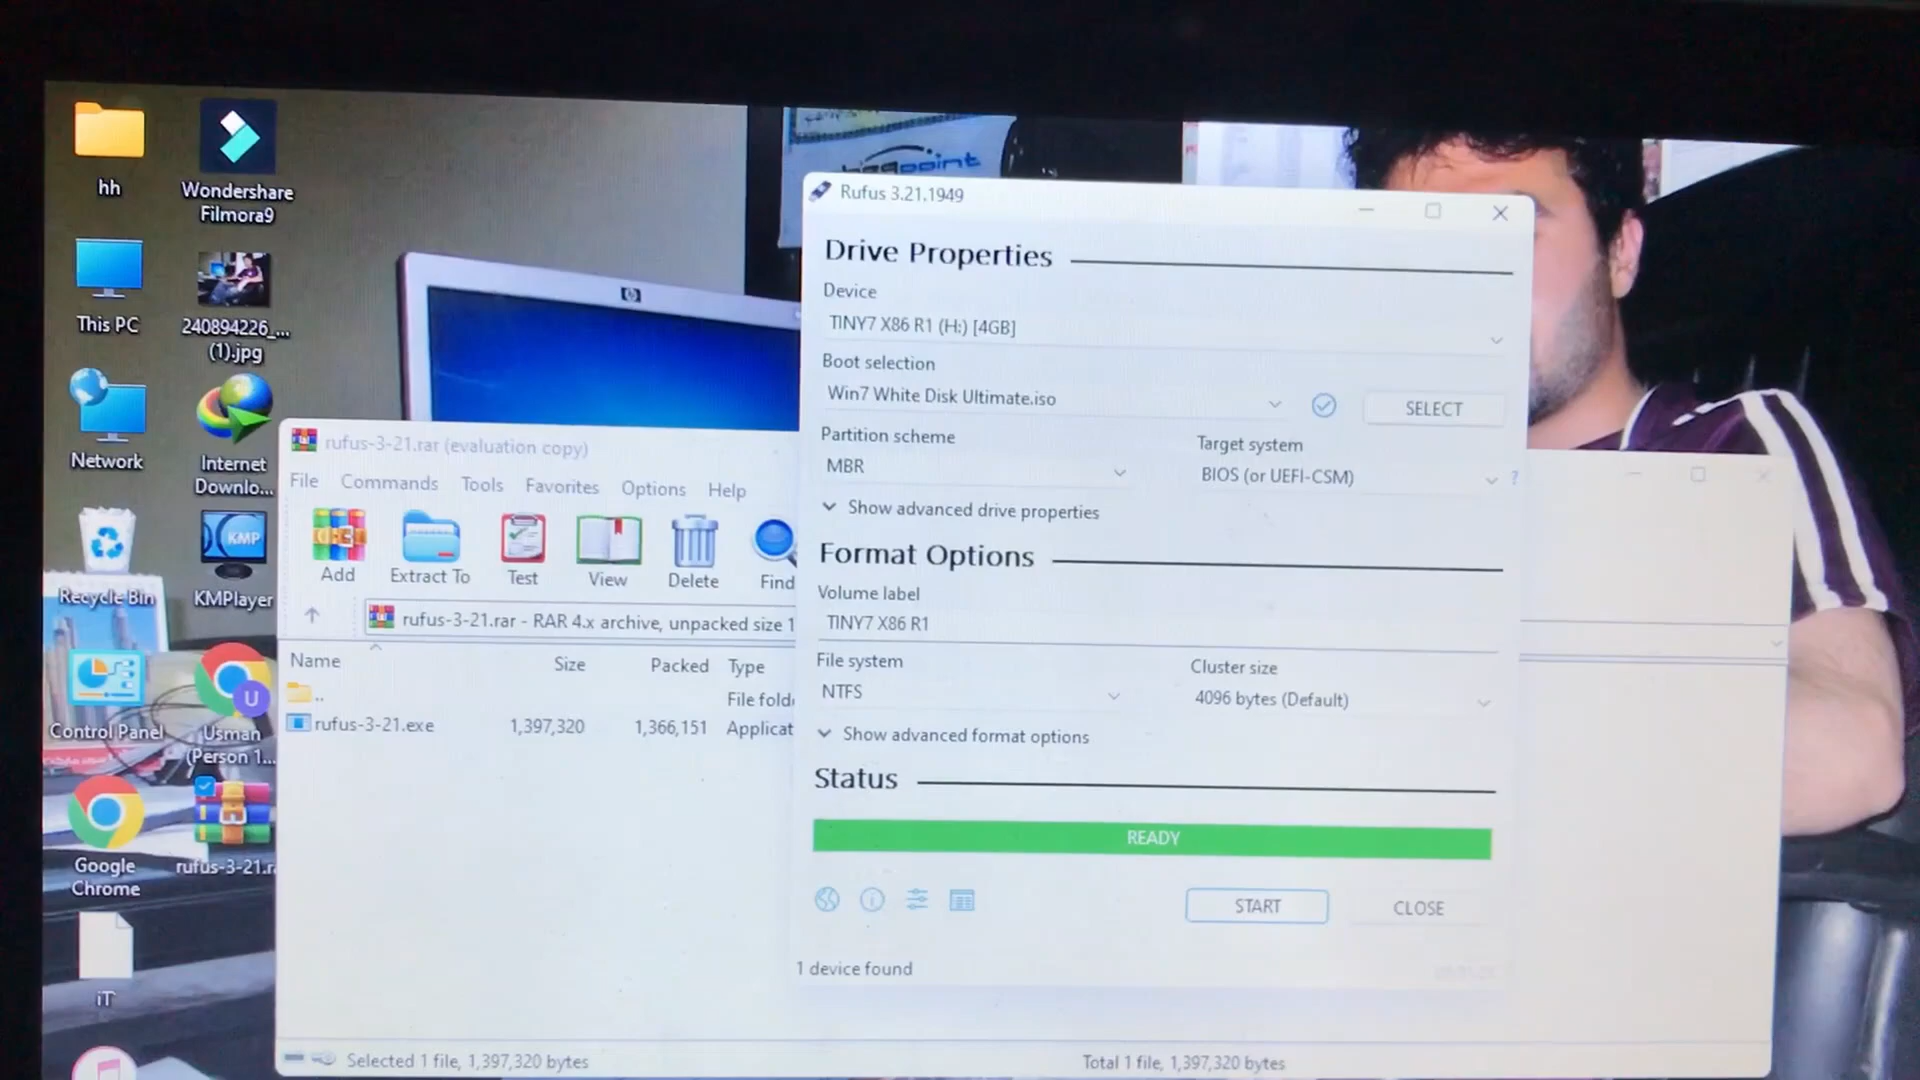 hh
Wondershare
Filmora9
This PC
240894226_...
(1).jpg
Network
Internet
Downlo...
Recycle Bin
KMP
KMPlayer
Control Panel
U
Usman
(Person 1...
Google
Chrome
rufus-3-21.ra
iT
hp
point
rufus-3-21.rar (evaluation copy)
File Commands Tools Favorites Options Help
Add Extract To Test View Delete Find
rufus-3-21.rar - RAR 4.x archive, unpacked size 1
Name Size Packed Type
.. File folde
rufus-3-21.exe 1,397,320 1,366,151 Applicat
Selected 1 file, 1,397,320 bytes
Total 1 file, 1,397,320 bytes
Rufus 3.21.1949
Drive Properties
Device
TINY7 X86 R1 (H:) [4GB]
Boot selection
Win7 White Disk Ultimate.iso
SELECT
Partition scheme
Target system
MBR
BIOS (or UEFI-CSM)
?
Show advanced drive properties
Format Options
Volume label
TINY7 X86 R1
File system
Cluster size
NTFS
4096 bytes (Default)
Show advanced format options
Status
READY
START
CLOSE
1 device found